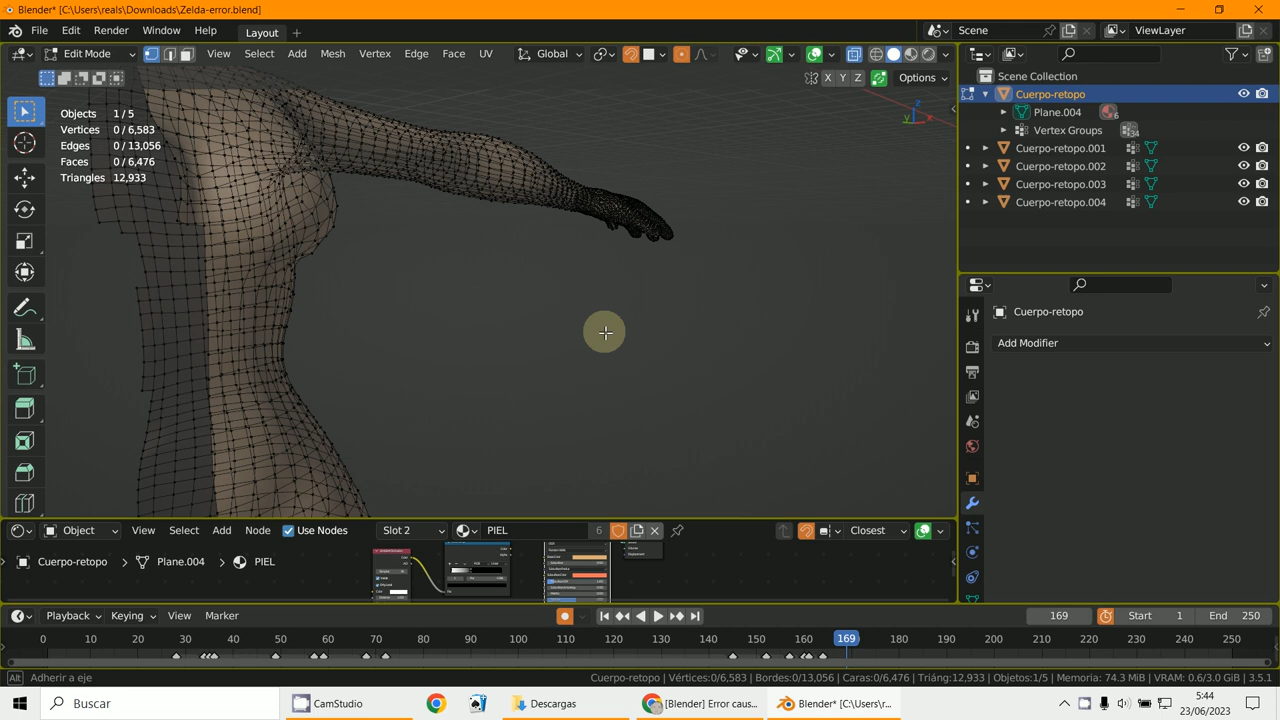 Blender* [C:\Users\reals\Downloads\Zelda-error.blend]
File Edit Render Window Help Layout + Scene ViewLayer
Edit Mode View Select Add Mesh Vertex Edge Face UV Global
X Y Z Options
Objects 1 / 5
Vertices 0 / 6,583
Edges 0 / 13,056
Faces 0 / 6,476
Triangles 12,933
z
y
x
Scene Collection
Cuerpo-retopo
Plane.004 6
Vertex Groups 34
Cuerpo-retopo.001
Cuerpo-retopo.002
Cuerpo-retopo.003
Cuerpo-retopo.004
Cuerpo-retopo
Add Modifier
Object View Select Add Node Use Nodes Slot 2 PIEL 6 Closest
Cuerpo-retopo > Plane.004 > PIEL
Playback Keying View Marker 169 Start 1 End 250
0 10 20 30 40 50 60 70 80 90 100 110 120 130 140 150 160 169 180 190 200 210 220 230 240 250
Alt Adherir a eje Cuerpo-retopo | Vértices:0/6,583 | Bordes:0/13,056 | Caras:0/6,476 | Triáng:12,933 | Objetos:1/5 | Memoria: 74.3 MiB | VRAM: 0.6/3.0 GiB | 3.5.1
Buscar CamStudio Descargas [Blender] Error caus... Blender* [C:\Users\r...
5:44
23/06/2023